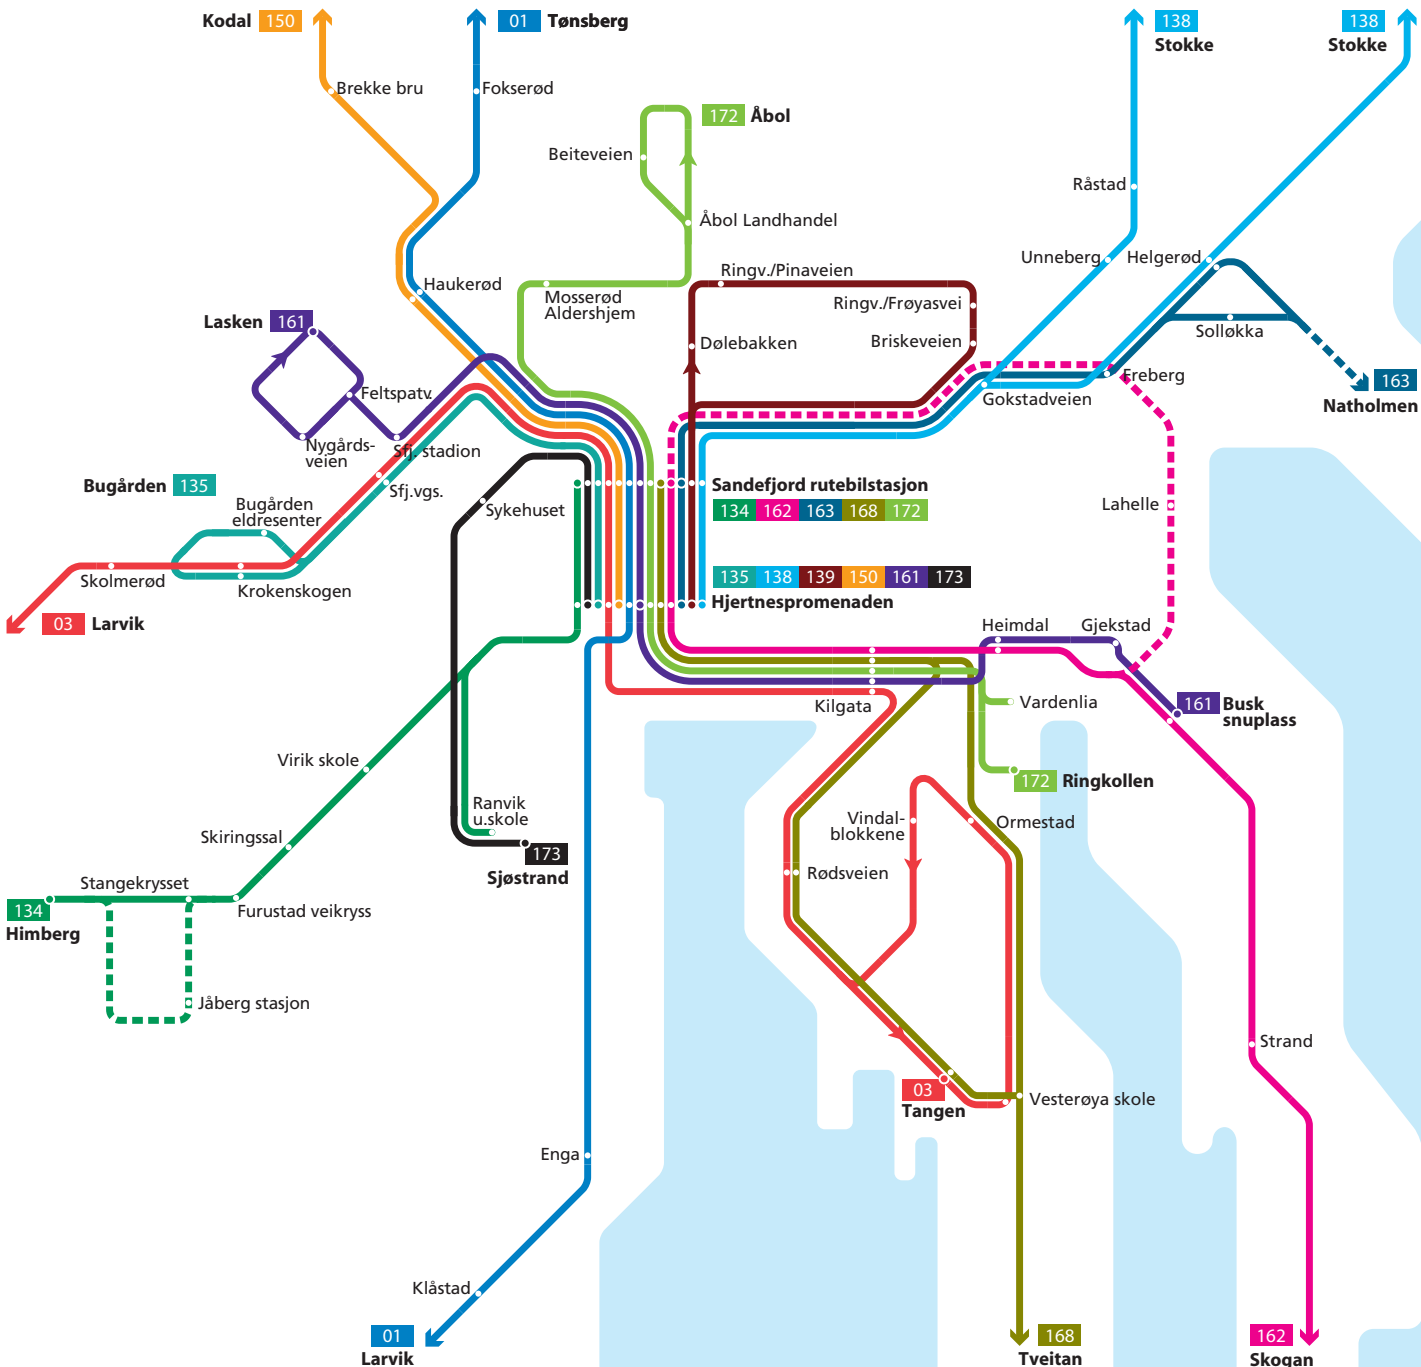 Kodal 150
01 Tønsberg
138
Stokke
138
Stokke
Brekke bru
Fokserød
172 Åbol
Beiteveien
Råstad
Åbol Landhandel
Unneberg
Helgerød
Ringv./Pinaveien
Haukerød
Mosserød
Aldershjem
Ringv./Frøyasvei
Lasken 161
Solløkka
Dølebakken
Briskeveien
Freberg
163
Natholmen
Feltspatv.
Gokstadveien
Nygårds-
veien
Sfj. stadion
Bugården 135
Sfj.vgs.
Sandefjord rutebilstasjon
134 162 163 168 172
Bugården
eldresenter
Sykehuset
Lahelle
Skolmerød
Krokenskogen
135 138 139 150 161 173
Hjertnespromenaden
03 Larvik
Heimdal
Gjekstad
Kilgata
Vardenlia
161 Busk
snuplass
Virik skole
172 Ringkollen
Ranvik
u.skole
Vindal-
blokkene
Ormestad
Skiringssal
173
Sjøstrand
Rødsveien
Stangekrysset
134
Himberg
Furustad veikryss
Jåberg stasjon
Strand
03
Tangen
Vesterøya skole
Enga
Klåstad
01
Larvik
168
Tveitan
162
Skogan